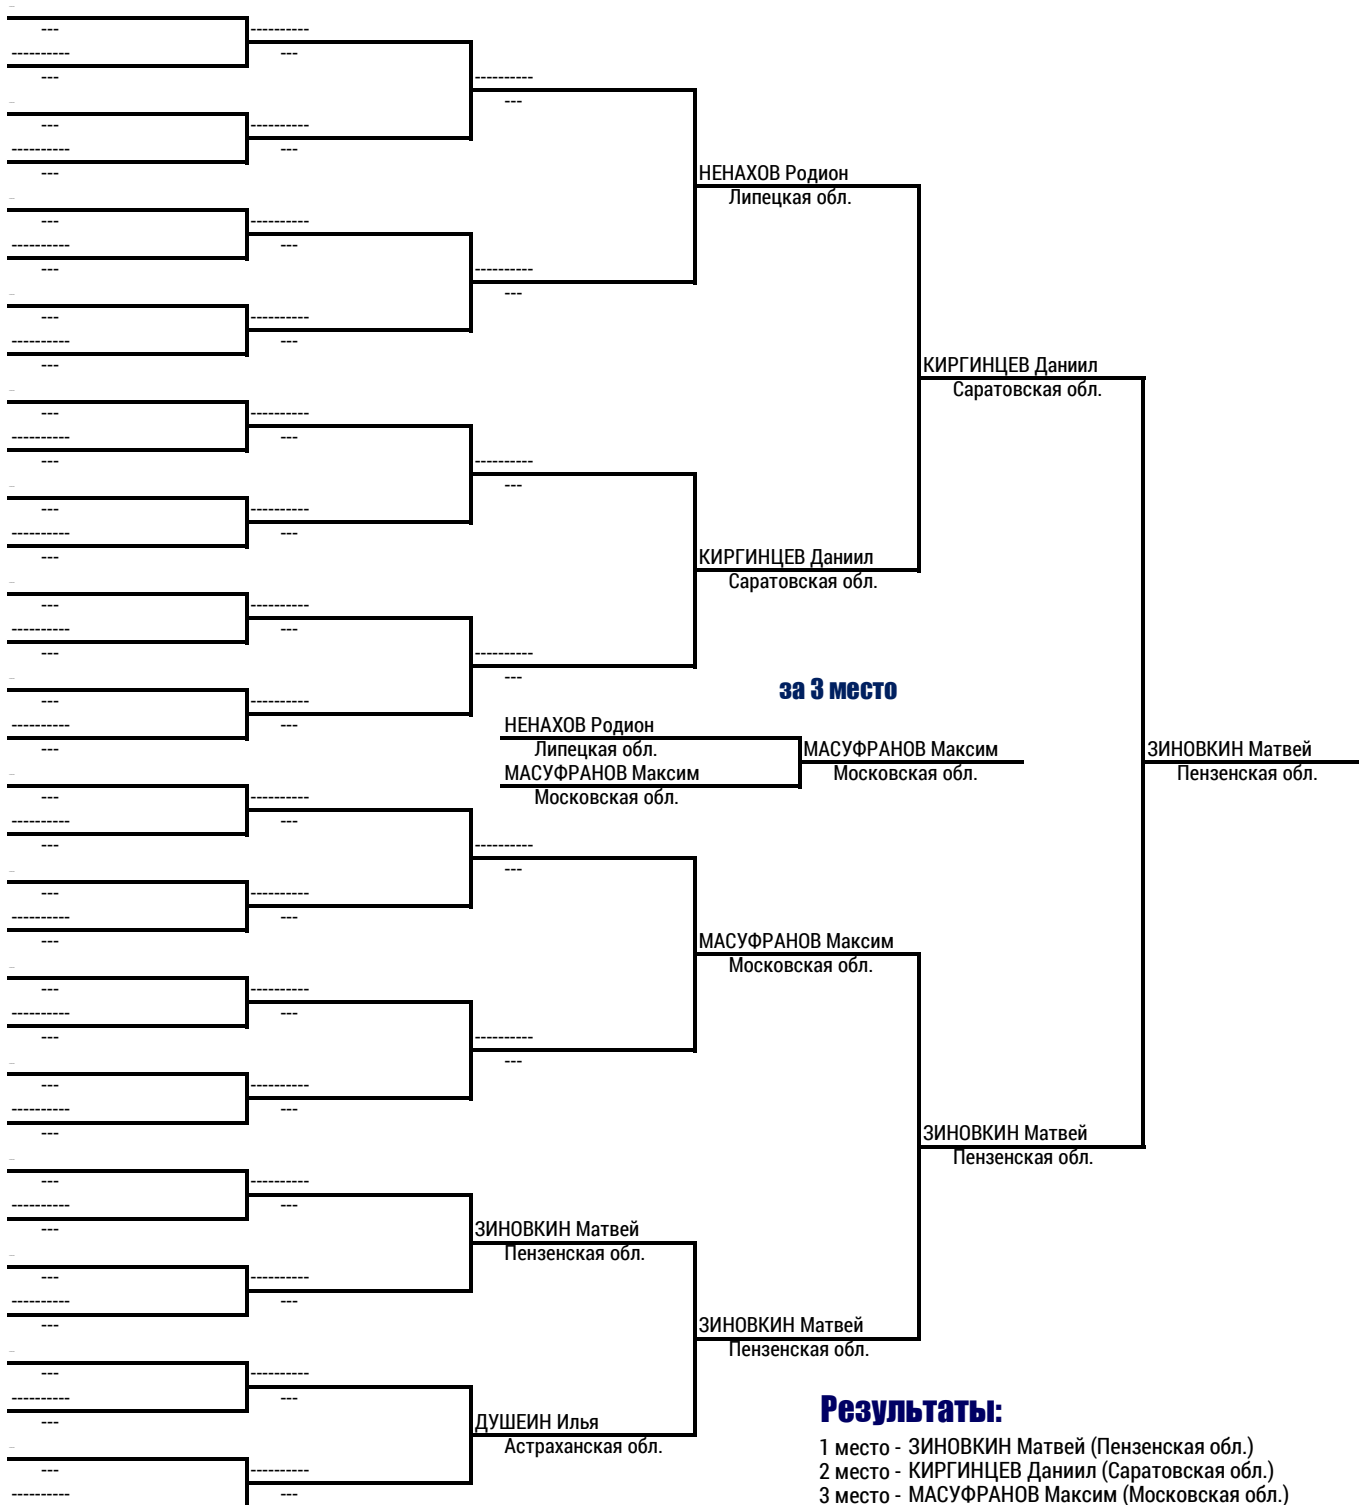 НЕНАХОВ Родион
Липецкая обл.
КИРГИНЦЕВ Даниил
Саратовская обл.
КИРГИНЦЕВ Даниил
Саратовская обл.
за 3 место
НЕНАХОВ Родион
Липецкая обл.
МАСУФРАНОВ Максим
Московская обл.
МАСУФРАНОВ Максим
Московская обл.
ЗИНОВКИН Матвей
Пензенская обл.
МАСУФРАНОВ Максим
Московская обл.
ЗИНОВКИН Матвей
Пензенская обл.
ЗИНОВКИН Матвей
Пензенская обл.
ЗИНОВКИН Матвей
Пензенская обл.
ДУШЕИН Илья
Астраханская обл.
Результаты:
1 место - ЗИНОВКИН Матвей (Пензенская обл.)
2 место - КИРГИНЦЕВ Даниил (Саратовская обл.)
3 место - МАСУФРАНОВ Максим (Московская обл.)